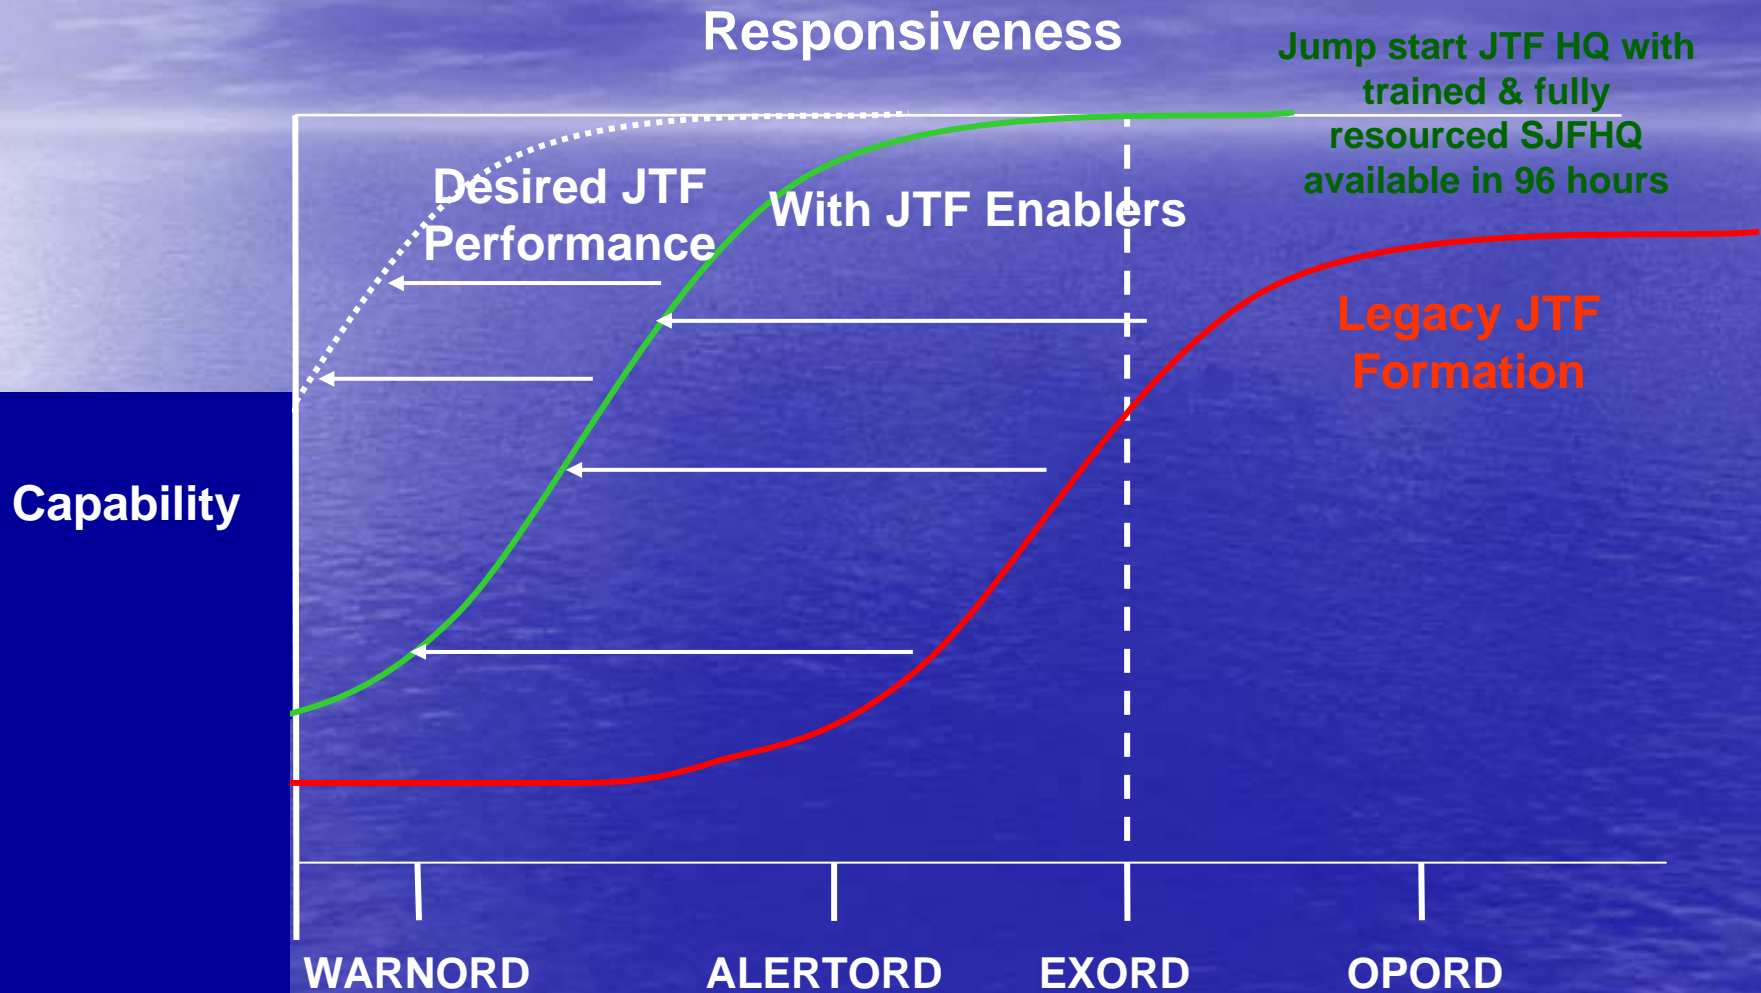 Responsiveness
Jump start JTF HQ with
trained & fully
resourced SJFHQ
available in 96 hours
Desired JTF
Performance
With JTF Enablers
Legacy JTF
Formation
Capability
WARNORD
ALERTORD
EXORD
OPORD